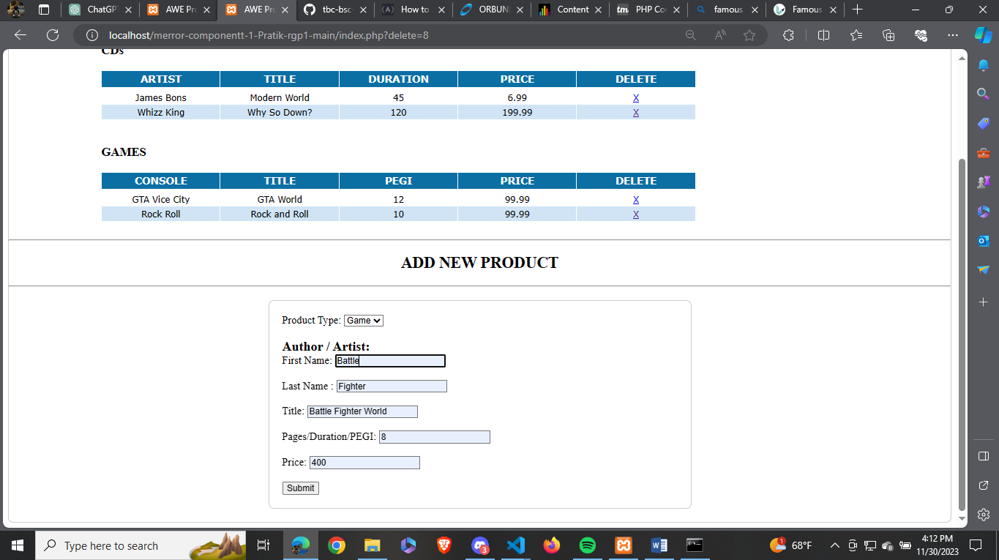 ChatGP
AWE Pr
AWE Pr
tbc-bsc-
How to
ORBUN
Content
PHP Co
famous
Famous
localhost/merror-componentt-1-Pratik-rgp1-main/index.php?delete=8
CDs
ARTIST TITLE DURATION PRICE DELETE
James Bons Modern World 45 6.99 X
Whizz King Why So Down? 120 199.99 X
GAMES
CONSOLE TITLE PEGI PRICE DELETE
GTA Vice City GTA World 12 99.99 X
Rock Roll Rock and Roll 10 99.99 X
ADD NEW PRODUCT
Product Type: Game
Author / Artist:
First Name: Battle
Last Name : Fighter
Title: Battle Fighter World
Pages/Duration/PEGI: 8
Price: 400
Submit
Type here to search
3
1
68°F
4:12 PM
11/30/2023